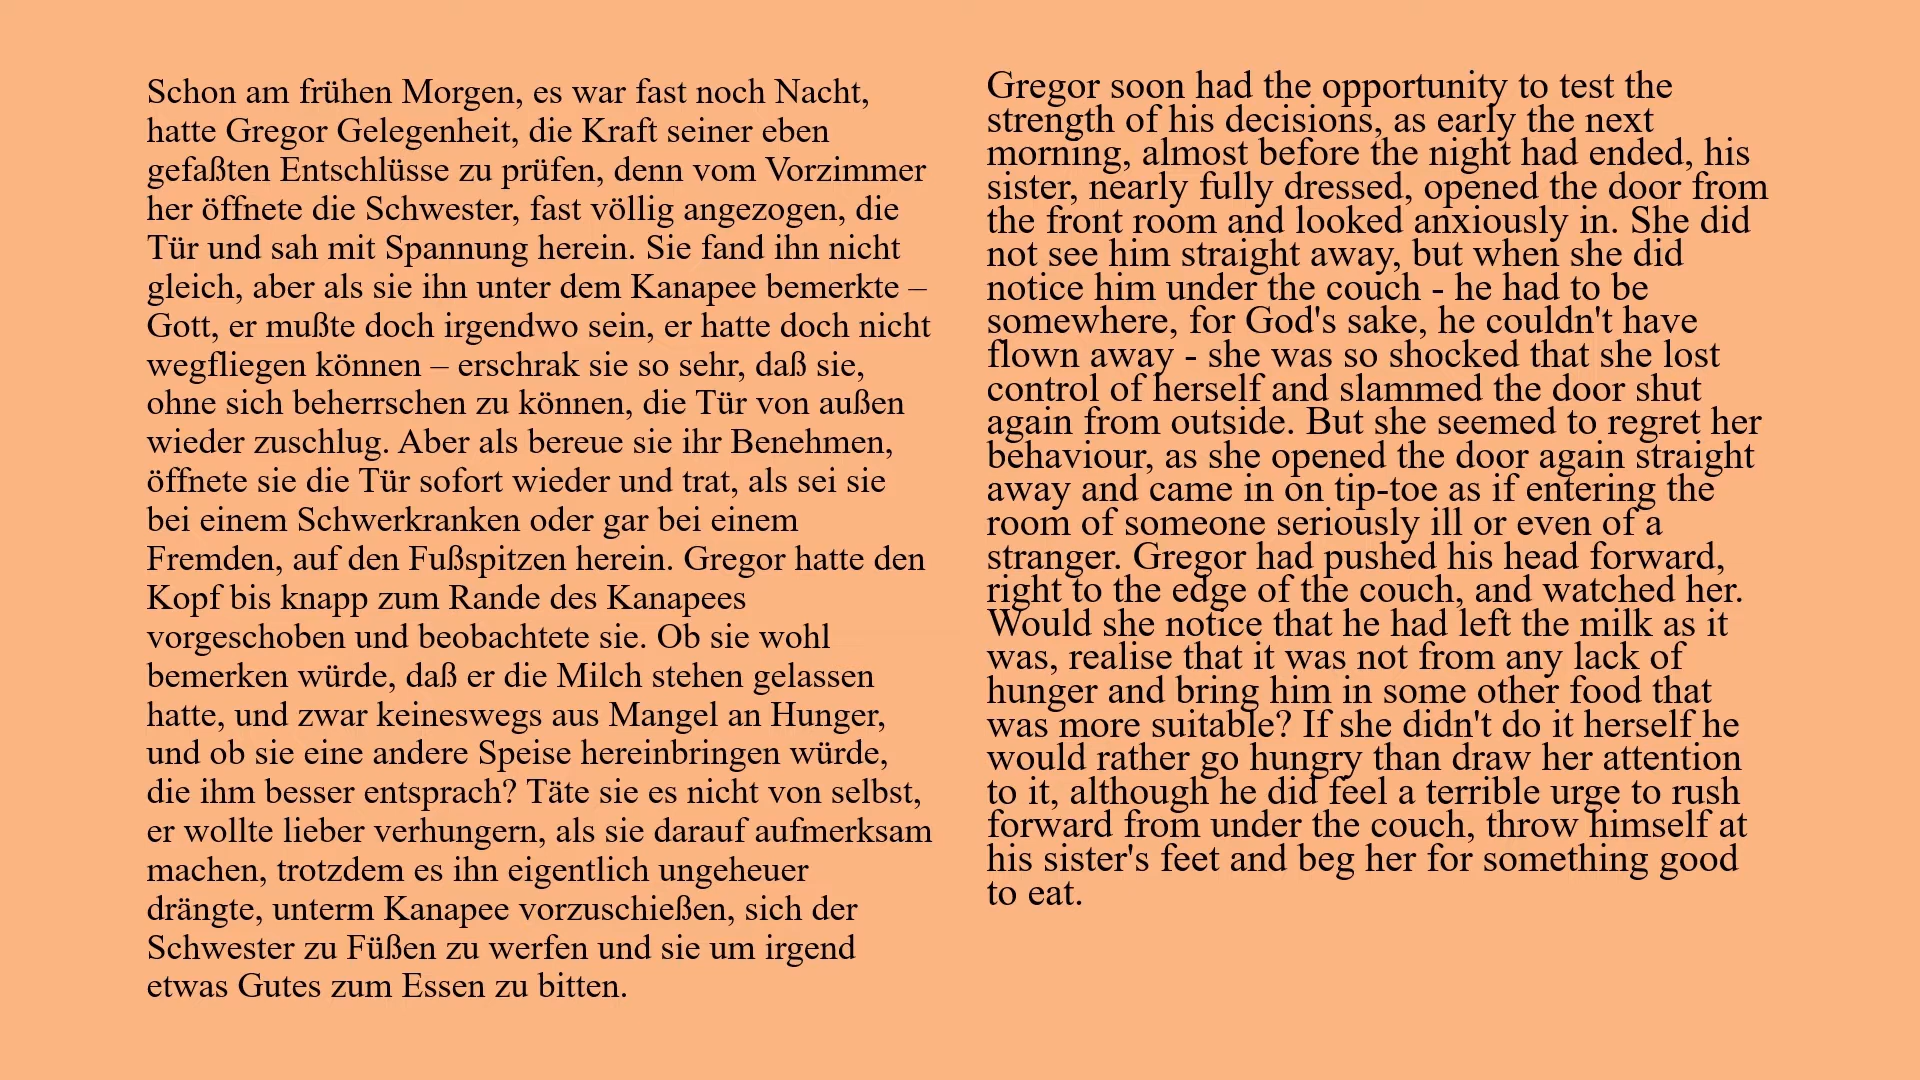 Schon am frühen Morgen, es war fast noch Nacht,
hatte Gregor Gelegenheit, die Kraft seiner eben
gefaßten Entschlüsse zu prüfen, denn vom Vorzimmer
her öffnete die Schwester, fast völlig angezogen, die
Tür und sah mit Spannung herein. Sie fand ihn nicht
gleich, aber als sie ihn unter dem Kanapee bemerkte –
Gott, er mußte doch irgendwo sein, er hatte doch nicht
wegfliegen können – erschrak sie so sehr, daß sie,
ohne sich beherrschen zu können, die Tür von außen
wieder zuschlug. Aber als bereue sie ihr Benehmen,
öffnete sie die Tür sofort wieder und trat, als sei sie
bei einem Schwerkranken oder gar bei einem
Fremden, auf den Fußspitzen herein. Gregor hatte den
Kopf bis knapp zum Rande des Kanapees
vorgeschoben und beobachtete sie. Ob sie wohl
bemerken würde, daß er die Milch stehen gelassen
hatte, und zwar keineswegs aus Mangel an Hunger,
und ob sie eine andere Speise hereinbringen würde,
die ihm besser entsprach? Täte sie es nicht von selbst,
er wollte lieber verhungern, als sie darauf aufmerksam
machen, trotzdem es ihn eigentlich ungeheuer
drängte, unterm Kanapee vorzuschießen, sich der
Schwester zu Füßen zu werfen und sie um irgend
etwas Gutes zum Essen zu bitten.
Gregor soon had the opportunity to test the
strength of his decisions, as early the next
morning, almost before the night had ended, his
sister, nearly fully dressed, opened the door from
the front room and looked anxiously in. She did
not see him straight away, but when she did
notice him under the couch - he had to be
somewhere, for God's sake, he couldn't have
flown away - she was so shocked that she lost
control of herself and slammed the door shut
again from outside. But she seemed to regret her
behaviour, as she opened the door again straight
away and came in on tip-toe as if entering the
room of someone seriously ill or even of a
stranger. Gregor had pushed his head forward,
right to the edge of the couch, and watched her.
Would she notice that he had left the milk as it
was, realise that it was not from any lack of
hunger and bring him in some other food that
was more suitable? If she didn't do it herself he
would rather go hungry than draw her attention
to it, although he did feel a terrible urge to rush
forward from under the couch, throw himself at
his sister's feet and beg her for something good
to eat.